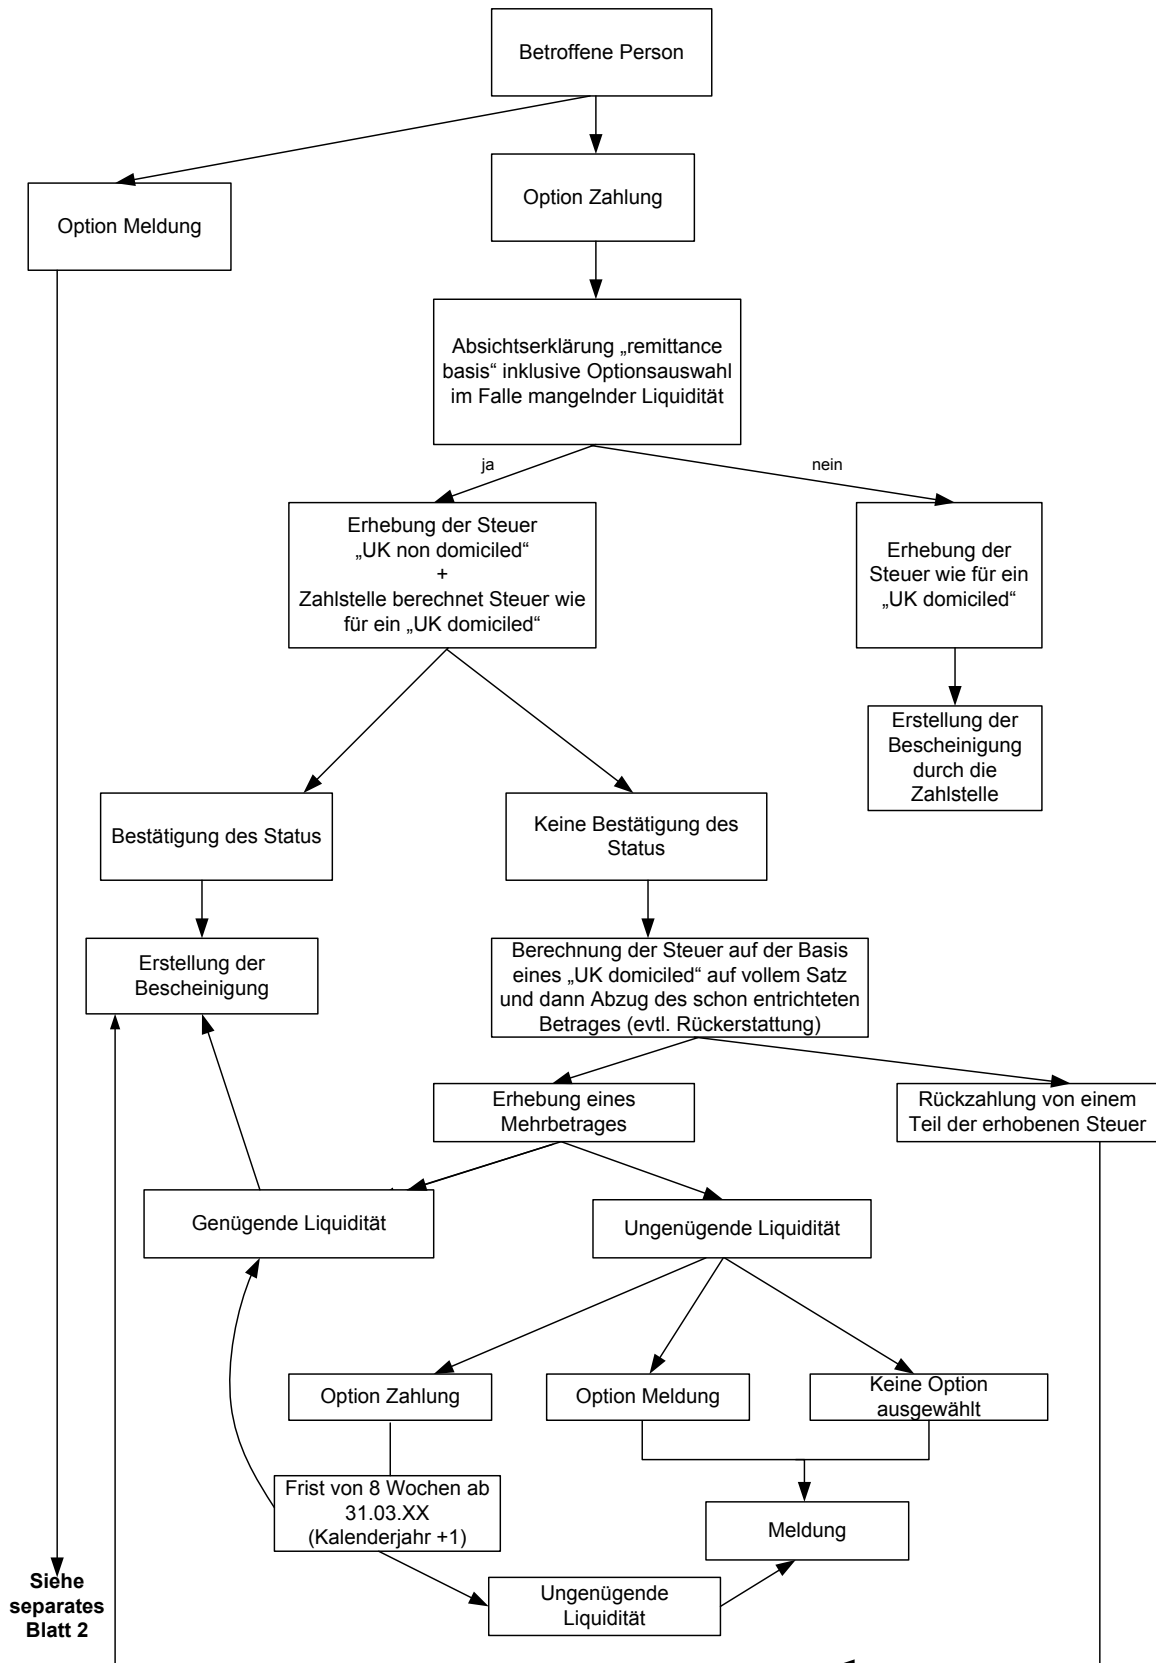 Betroffene Person
Option Zahlung
Option Meldung
Absichtserklärung „remittance
basis“ inklusive Optionsauswahl
im Falle mangelnder Liquidität
ja
nein
Erhebung der Steuer
„UK non domiciled“
+
Zahlstelle berechnet Steuer wie
für ein „UK domiciled“
Erhebung der
Steuer wie für ein
„UK domiciled“
Erstellung der
Bescheinigung
durch die
Zahlstelle
Bestätigung des Status
Keine Bestätigung des
Status
Erstellung der
Bescheinigung
Berechnung der Steuer auf der Basis
eines „UK domiciled“ auf vollem Satz
und dann Abzug des schon entrichteten
Betrages (evtl. Rückerstattung)
Erhebung eines
Mehrbetrages
Rückzahlung von einem
Teil der erhobenen Steuer
Genügende Liquidität
Ungenügende Liquidität
Option Zahlung
Option Meldung
Keine Option
ausgewählt
Frist von 8 Wochen ab
31.03.XX
(Kalenderjahr +1)
Meldung
Ungenügende
Liquidität
Siehe
separates
Blatt 2